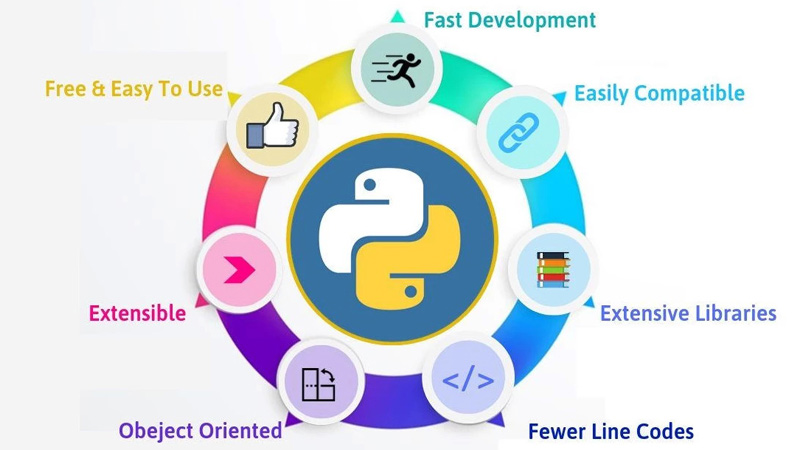 Fast Development
Free & Easy To Use
Easily Compatible
Extensible
Extensive Libraries
</>
Obeject Oriented
Fewer Line Codes